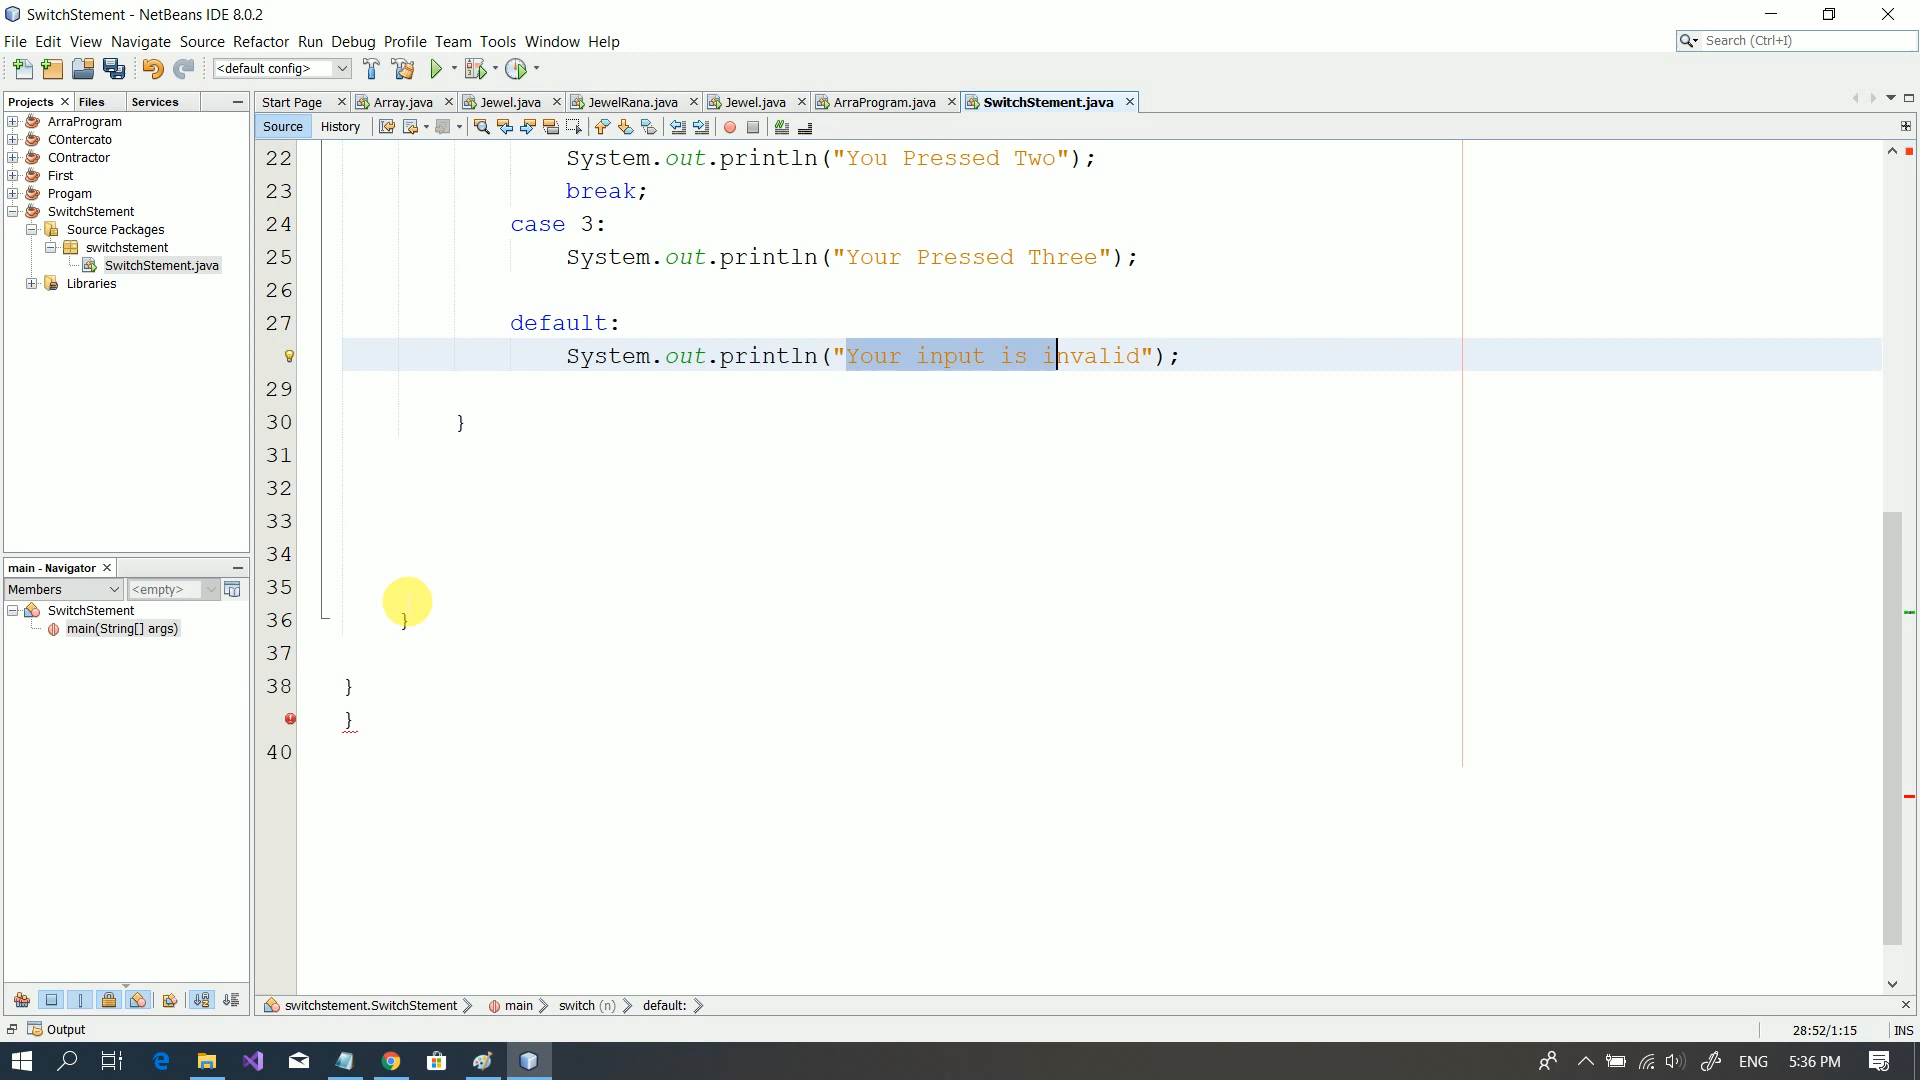 SwitchStement - NetBeans IDE 8.0.2
File Edit View Navigate Source Refactor Run Debug Profile Team Tools Window Help
Search (Ctrl+I)
<default config>
Projects Files Services
Start Page Array.java Jewel.java JewelRana.java Jewel.java ArraProgram.java SwitchStement.java
Source History
ArraProgram
COntercato
COntractor
First
Progam
SwitchStement
Source Packages
switchstement
SwitchStement.java
Libraries
22 System.out.println("You Pressed Two");
23 break;
24 case 3:
25 System.out.println("Your Pressed Three");
26
27 default:
System.out.println("Your input is invalid");
29
30 }
31
32
33
34
35
36 }
37
38 }
}
40
main - Navigator
Members <empty>
SwitchStement
main(String[] args)
switchstement.SwitchStement main switch (n) default:
Output
28:52/1:15 INS
ENG 5:36 PM